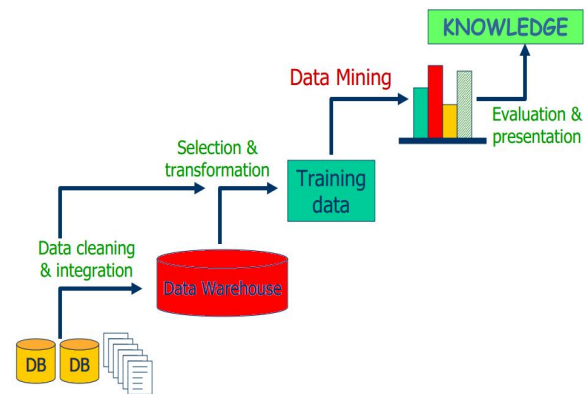 KNOWLEDGE
Data Mining
Evaluation &
presentation
Selection &
transformation
Training
data
Data cleaning
& integration
Data Warehouse
DB
DB